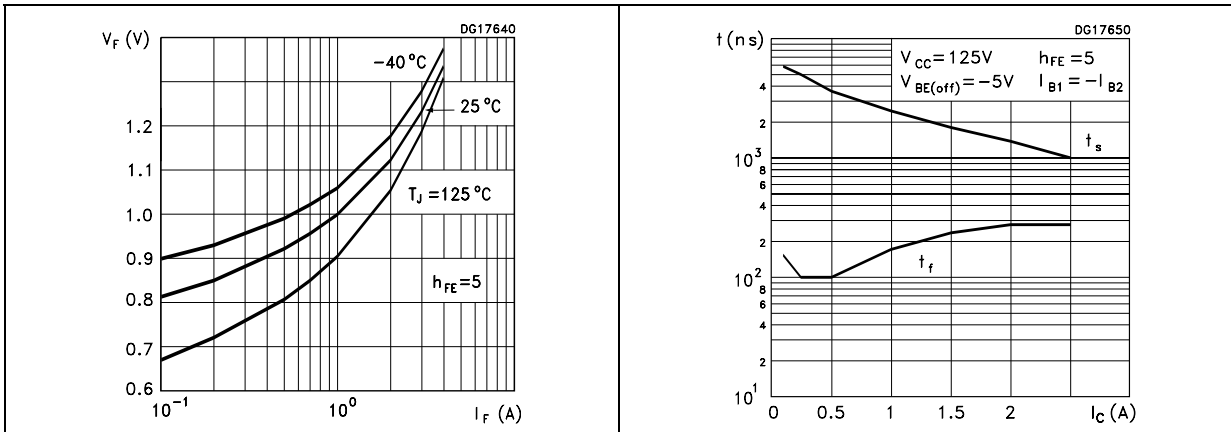 DG17640
V_F (V)
-40°C
25°C
1.2
1.1
T_J=125°C
1.0
0.9
0.8
h_FE=5
0.7
0.6
10^-1
10^0
I_F (A)
DG17650
t(ns)
V_CC=125V h_FE=5
V_BE(off)=-5V I_B1=-I_B2
4
2
t_s
10^3
8
6
4
2
t_f
10^2
8
6
4
2
10^1
0 0.5 1 1.5 2 I_C (A)